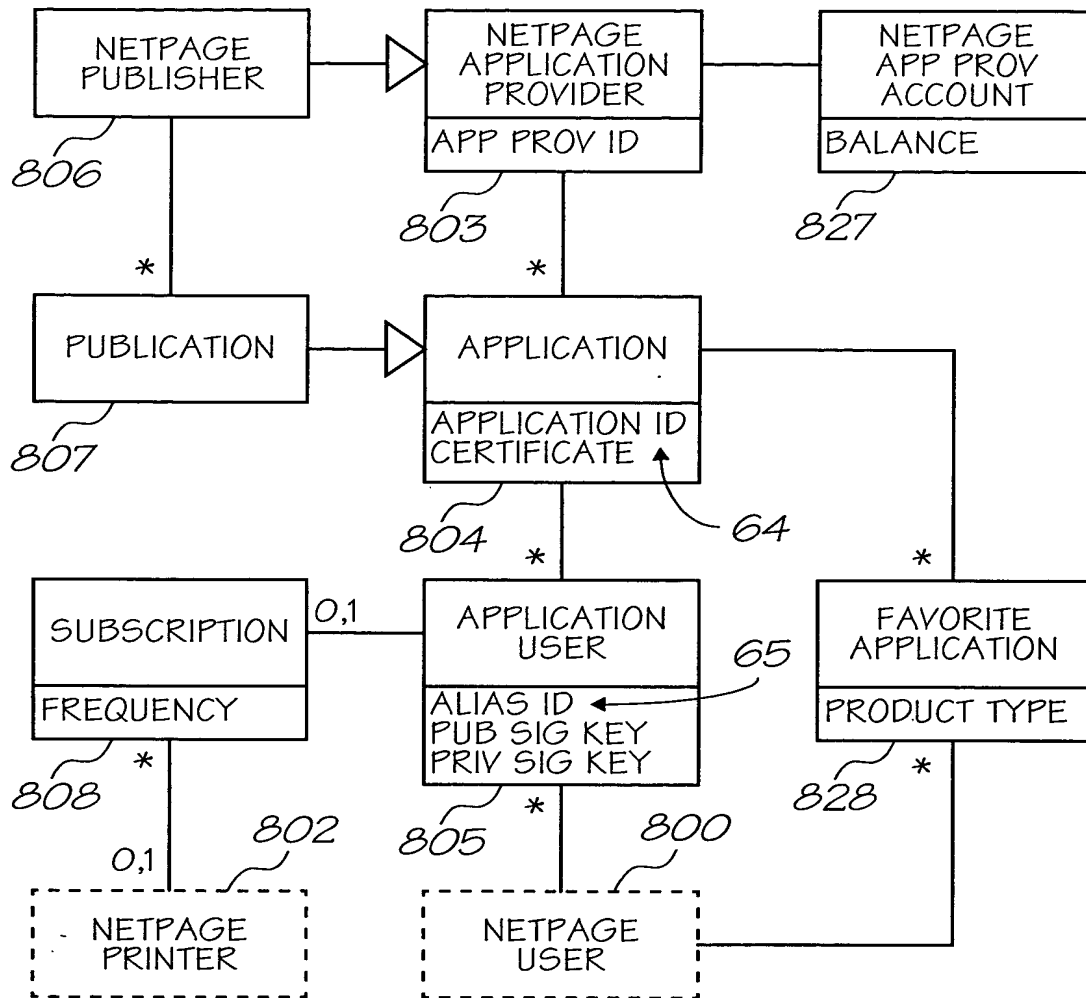 NETPAGE
PUBLISHER
806
*
NETPAGE
APPLICATION
PROVIDER
APP PROV ID
803
*
NETPAGE
APP PROV
ACCOUNT
BALANCE
827
PUBLICATION
807
APPLICATION
APPLICATION ID
CERTIFICATE
64
804
*
*
SUBSCRIPTION
FREQUENCY
808
*
0,1
0,1
APPLICATION
USER
ALIAS ID
PUB SIG KEY
PRIV SIG KEY
65
805
*
FAVORITE
APPLICATION
PRODUCT TYPE
828
*
802
NETPAGE
PRINTER
800
NETPAGE
USER